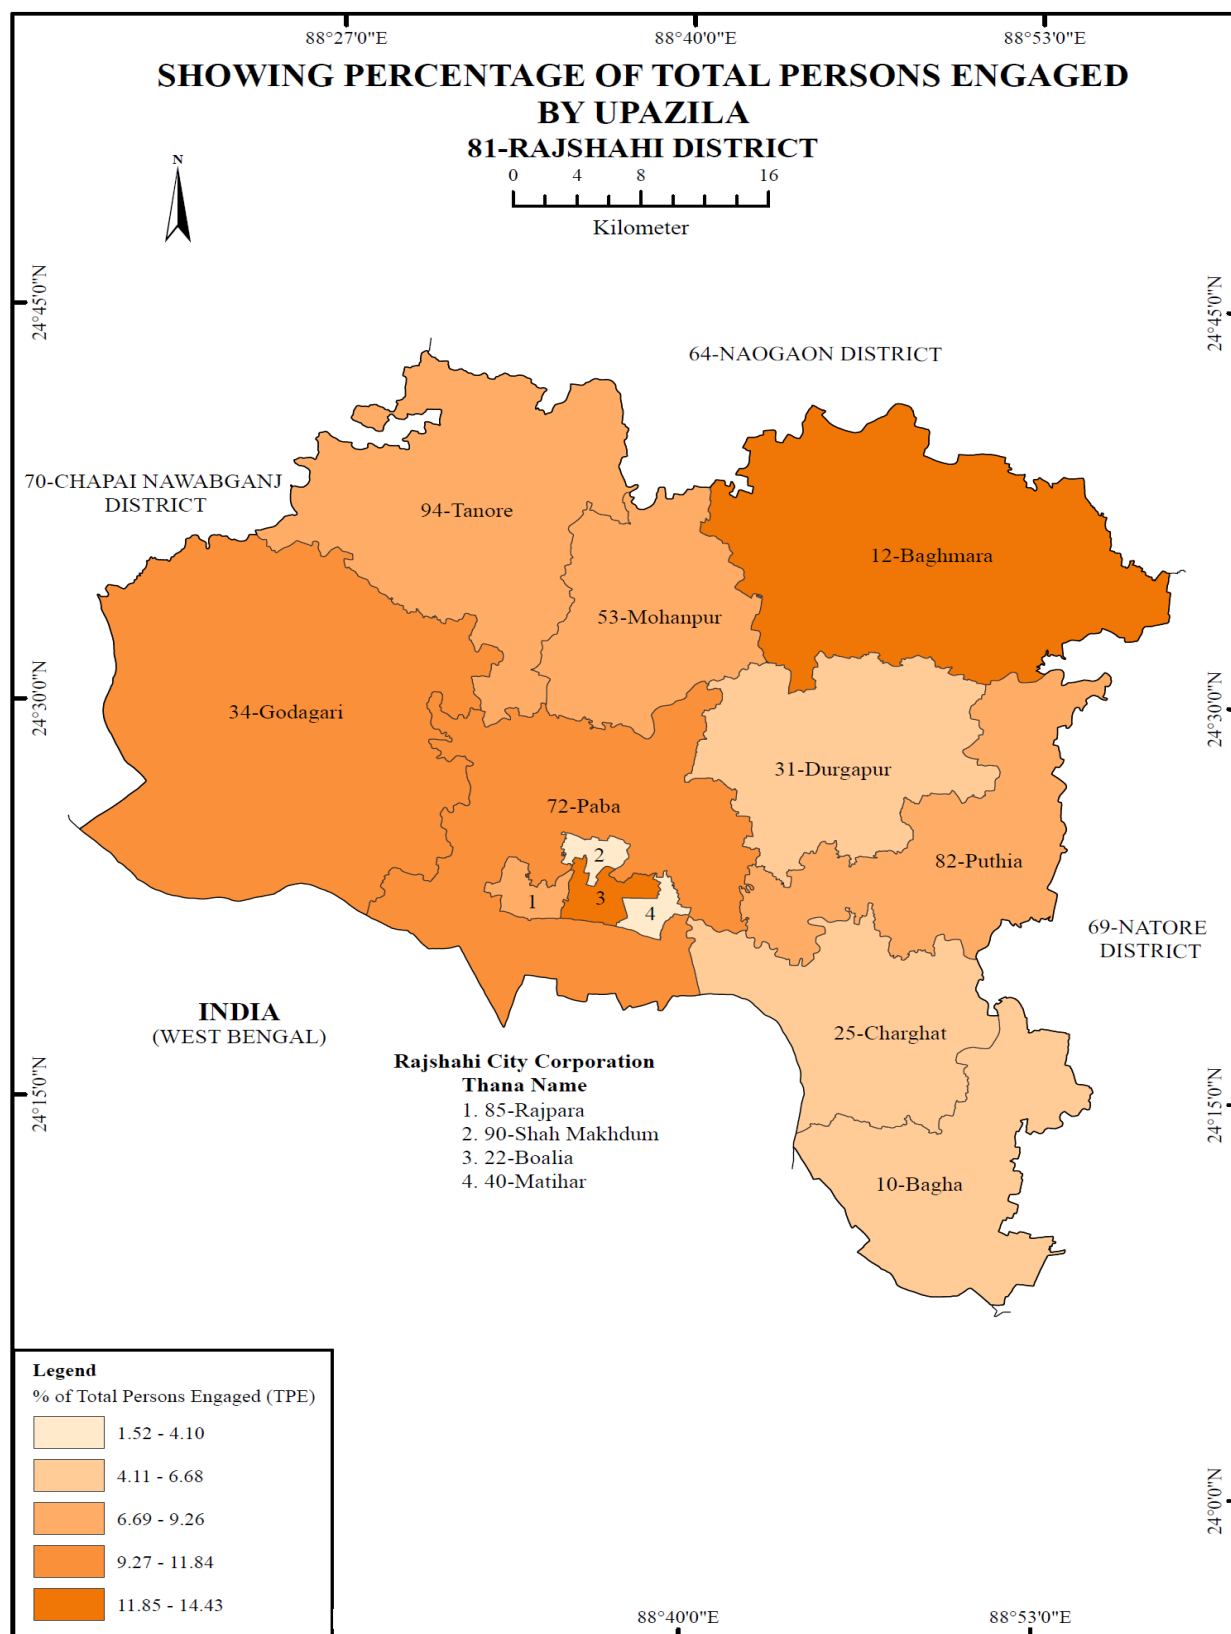 88°27'0"E
88°40'0"E
88°53'0"E
SHOWING PERCENTAGE OF TOTAL PERSONS ENGAGED
BY UPAZILA
81-RAJSHAHI DISTRICT
N
0 4 8 16
Kilometer
24°45'0"N
24°45'0"N
64-NAOGAON DISTRICT
70-CHAPAI NAWABGANJ
DISTRICT
94-Tanore
12-Baghmara
53-Mohanpur
24°30'0"N
24°30'0"N
34-Godagari
31-Durgapur
72-Paba
2
82-Puthia
1
3
4
69-NATORE
DISTRICT
INDIA
(WEST BENGAL)
25-Charghat
Rajshahi City Corporation
Thana Name
1. 85-Rajpara
2. 90-Shah Makhdum
3. 22-Boalia
4. 40-Matihar
24°15'0"N
24°15'0"N
10-Bagha
Legend
% of Total Persons Engaged (TPE)
1.52 - 4.10
4.11 - 6.68
6.69 - 9.26
9.27 - 11.84
11.85 - 14.43
24°0'0"N
88°40'0"E
88°53'0"E